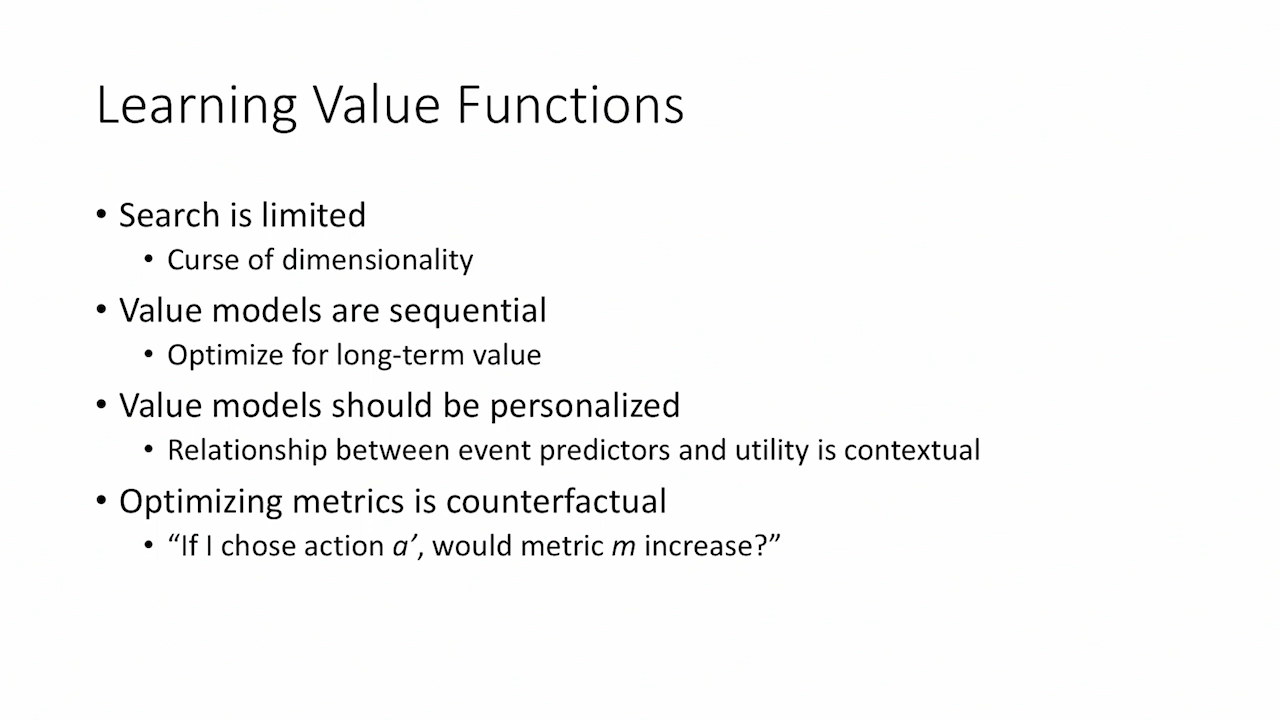 Learning Value Functions
• Search is limited
• Curse of dimensionality
• Value models are sequential
• Optimize for long-term value
• Value models should be personalized
• Relationship between event predictors and utility is contextual
• Optimizing metrics is counterfactual
• “If I chose action a’, would metric m increase?”